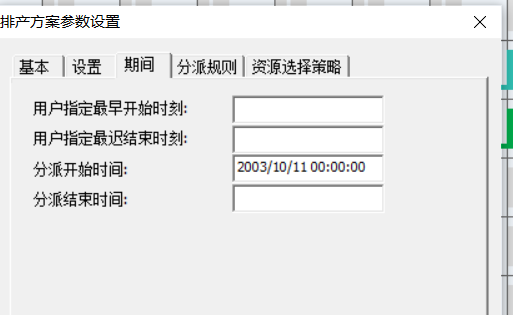 排产方案参数设置
基本 设置 期间 分派规则 资源选择策略
用户指定最早开始时刻:
用户指定最迟结束时刻:
分派开始时间: 2003/10/11 00:00:00
分派结束时间: